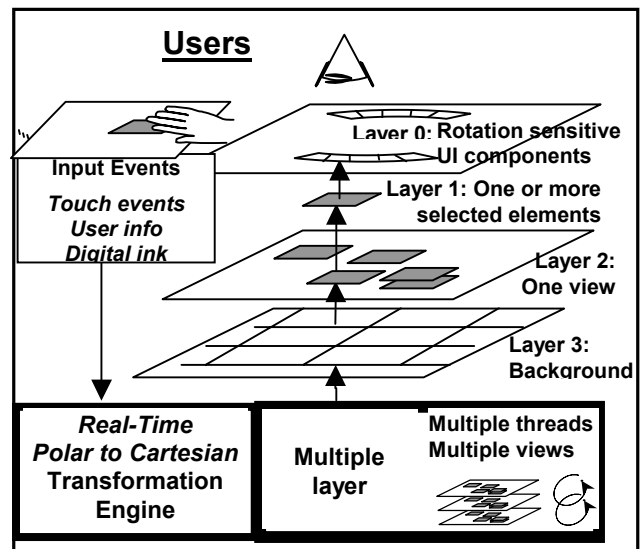 Users
Layer 0: Rotation sensitive
UI components
Input Events
Touch events
User info
Digital ink
Layer 1: One or more
selected elements
Layer 2:
One view
Layer 3:
Background
Real-Time
Polar to Cartesian
Transformation
Engine
Multiple
layer
Multiple threads
Multiple views